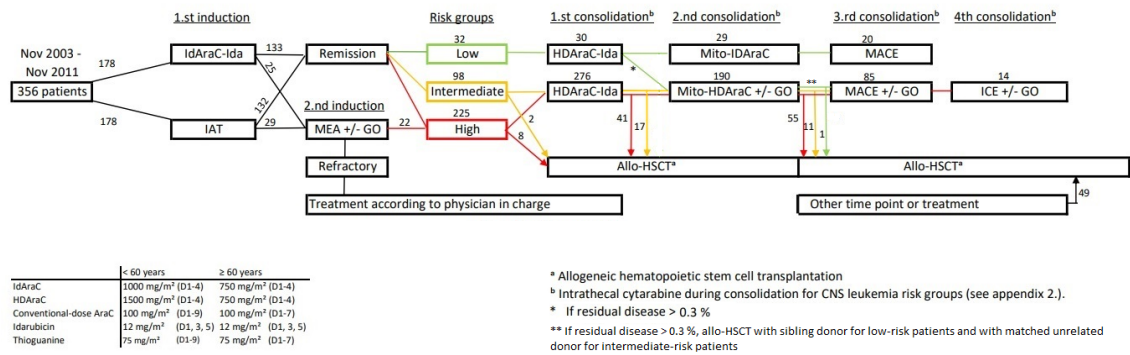 1.st induction
Risk groups
1.st consolidationᵇ
2.nd consolidationᵇ
3.rd consolidationᵇ
4th consolidationᵇ
Nov 2003 -
Nov 2011
356 patients
178
178
IdAraC-Ida
IAT
133
25
132
29
Remission
2.nd induction
MEA +/- GO
22
Refractory
Treatment according to physician in charge
32
Low
98
Intermediate
225
High
2
8
30
HDAraC-Ida
276
HDAraC-Ida
*
41
17
29
Mito-IDAraC
190
Mito-HDAraC +/- GO
**
55
11
1
20
MACE
85
MACE +/- GO
14
ICE +/- GO
Allo-HSCTᵃ
Allo-HSCTᵃ
Other time point or treatment
49
< 60 years ≥ 60 years
IdAraC 1000 mg/m² (D1-4) 750 mg/m² (D1-4)
HDAraC 1500 mg/m² (D1-4) 750 mg/m² (D1-4)
Conventional-dose AraC 100 mg/m² (D1-9) 100 mg/m² (D1-7)
Idarubicin 12 mg/m² (D1, 3, 5) 12 mg/m² (D1, 3, 5)
Thioguanine 75 mg/m² (D1-9) 75 mg/m² (D1-7)
ᵃ Allogeneic hematopoietic stem cell transplantation
ᵇ Intrathecal cytarabine during consolidation for CNS leukemia risk groups (see appendix 2.).
* If residual disease > 0.3 %
** If residual disease > 0.3 %, allo-HSCT with sibling donor for low-risk patients and with matched unrelated
donor for intermediate-risk patients